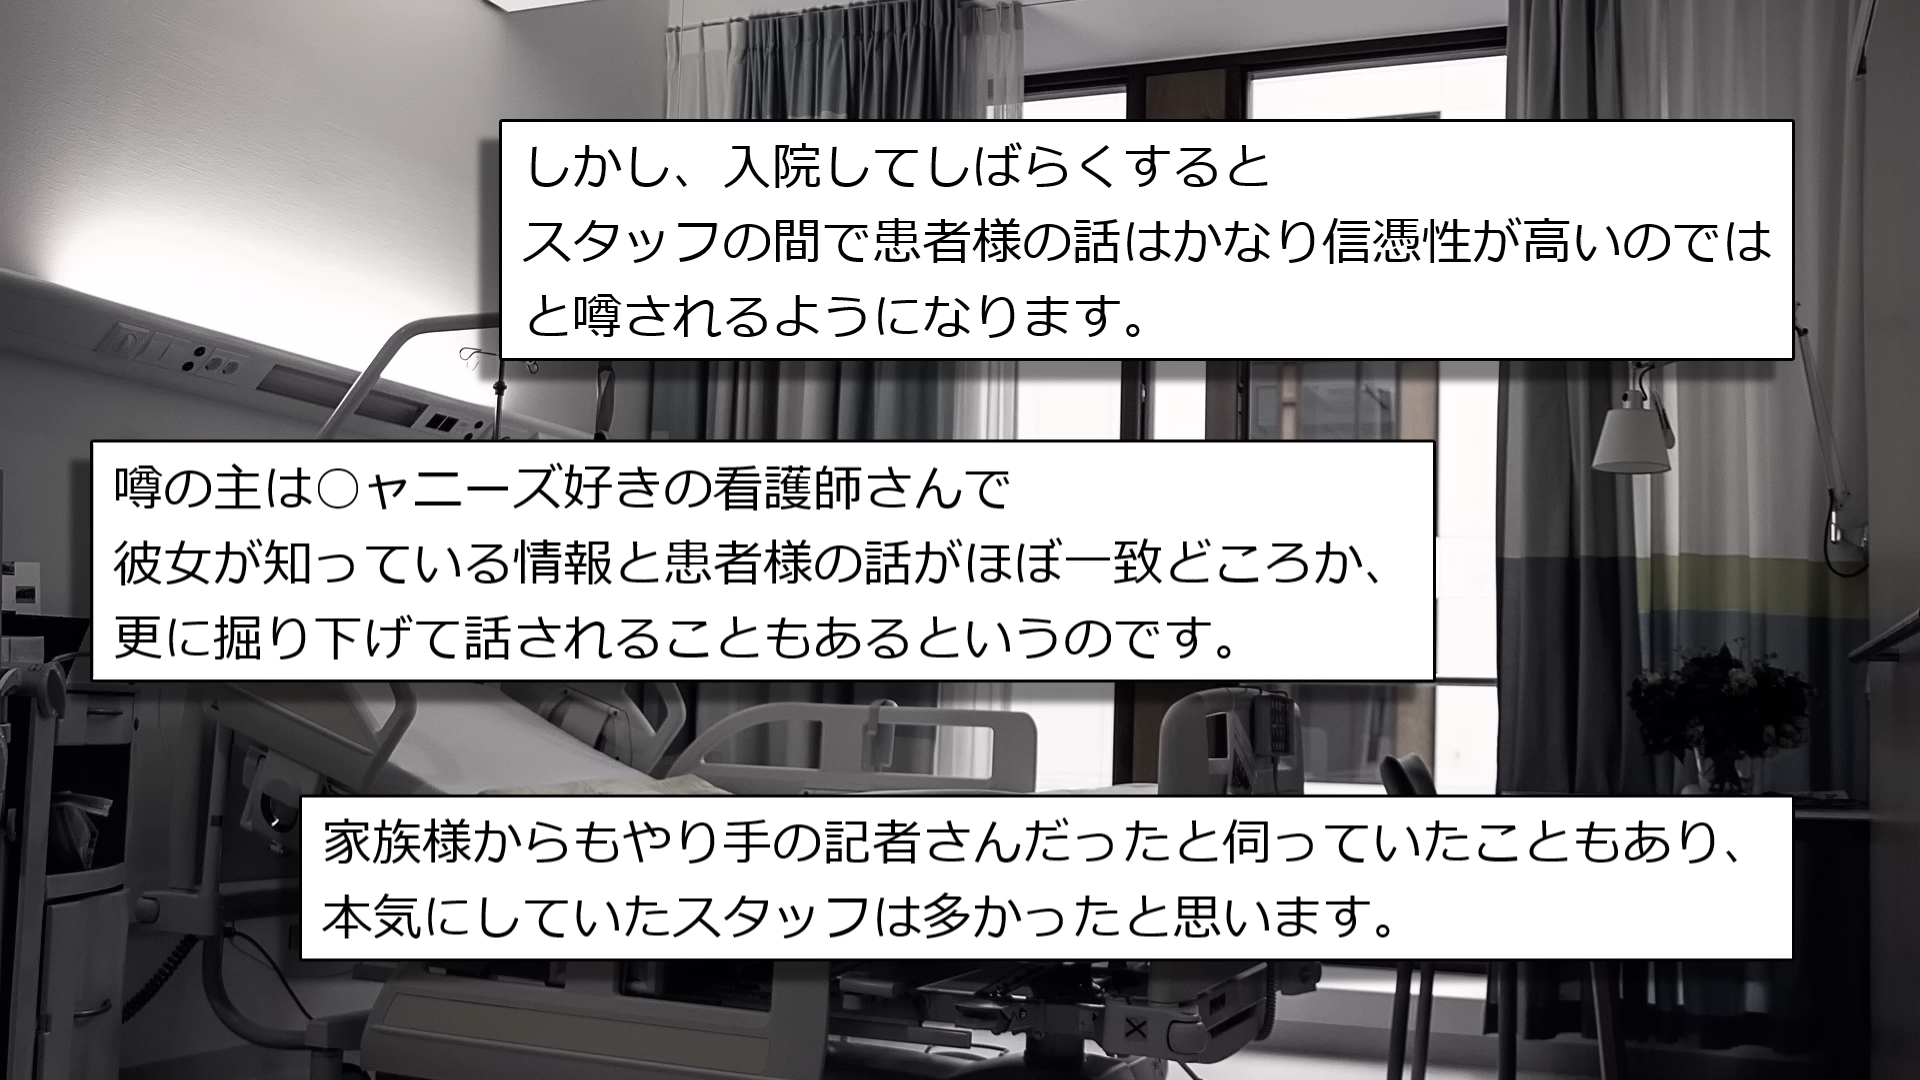 しかし、入院してしばらくすると
スタッフの間で患者様の話はかなり信憑性が高いのでは
と噂されるようになります。
噂の主は○ャニーズ好きの看護師さんで
彼女が知っている情報と患者様の話がほぼ一致どころか、
更に掘り下げて話されることもあるというのです。
家族様からもやり手の記者さんだったと伺っていたこともあり、
本気にしていたスタッフは多かったと思います。